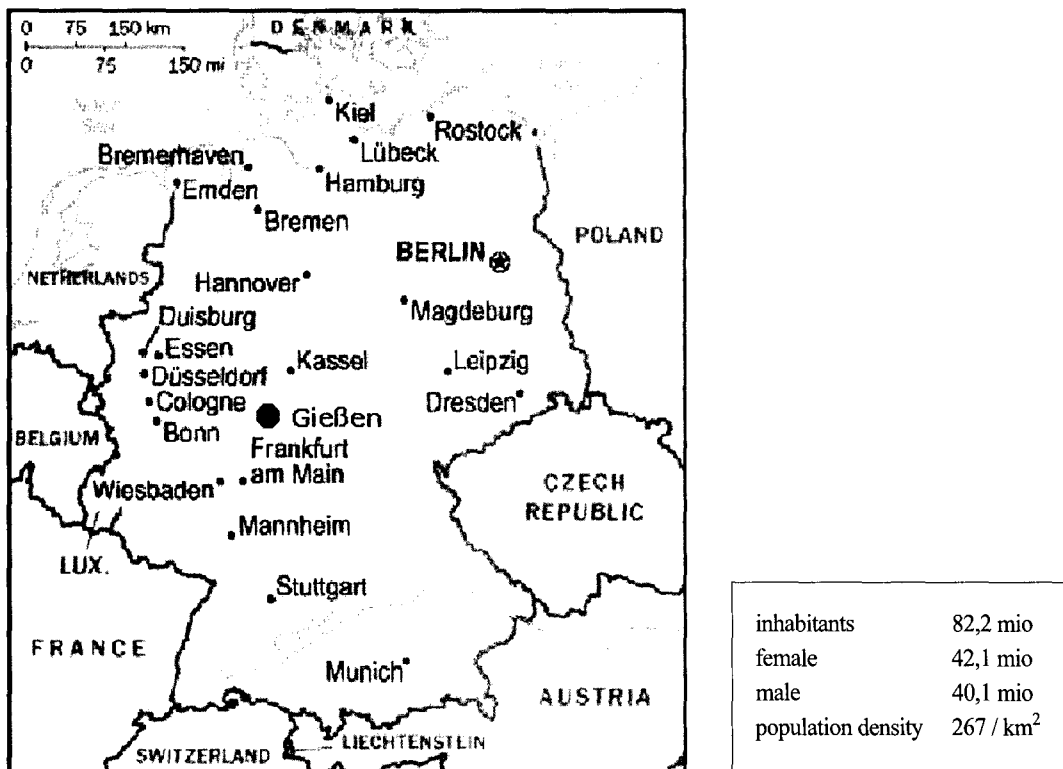 0 75 150 km
0 75 150 mi
DENMARK
Kiel
Rostock
Lübeck
Bremerhaven
Hamburg
Emden
Bremen
POLAND
BERLIN
NETHERLANDS
Hannover
Magdeburg
Duisburg
Essen
Kassel
Leipzig
Düsseldorf
Dresden
Cologne
Gießen
Bonn
BELGIUM
Frankfurt
am Main
Wiesbaden
CZECH
REPUBLIC
Mannheim
LUX.
Stuttgart
FRANCE
Munich
AUSTRIA
SWITZERLAND
LIECHTENSTEIN
inhabitants 82,2 mio
female 42,1 mio
male 40,1 mio
population density 267 / km²